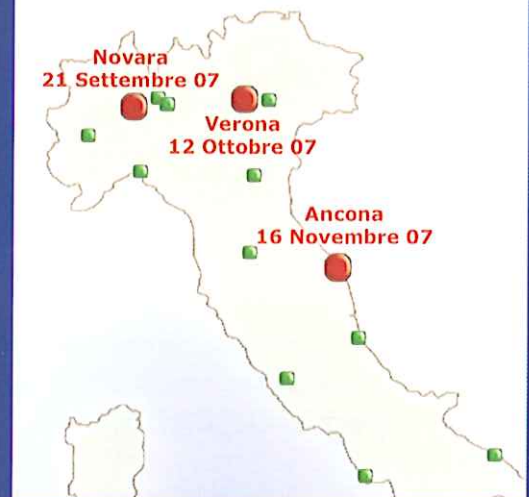 Novara
21 Settembre 07
Verona
12 Ottobre 07
Ancona
16 Novembre 07